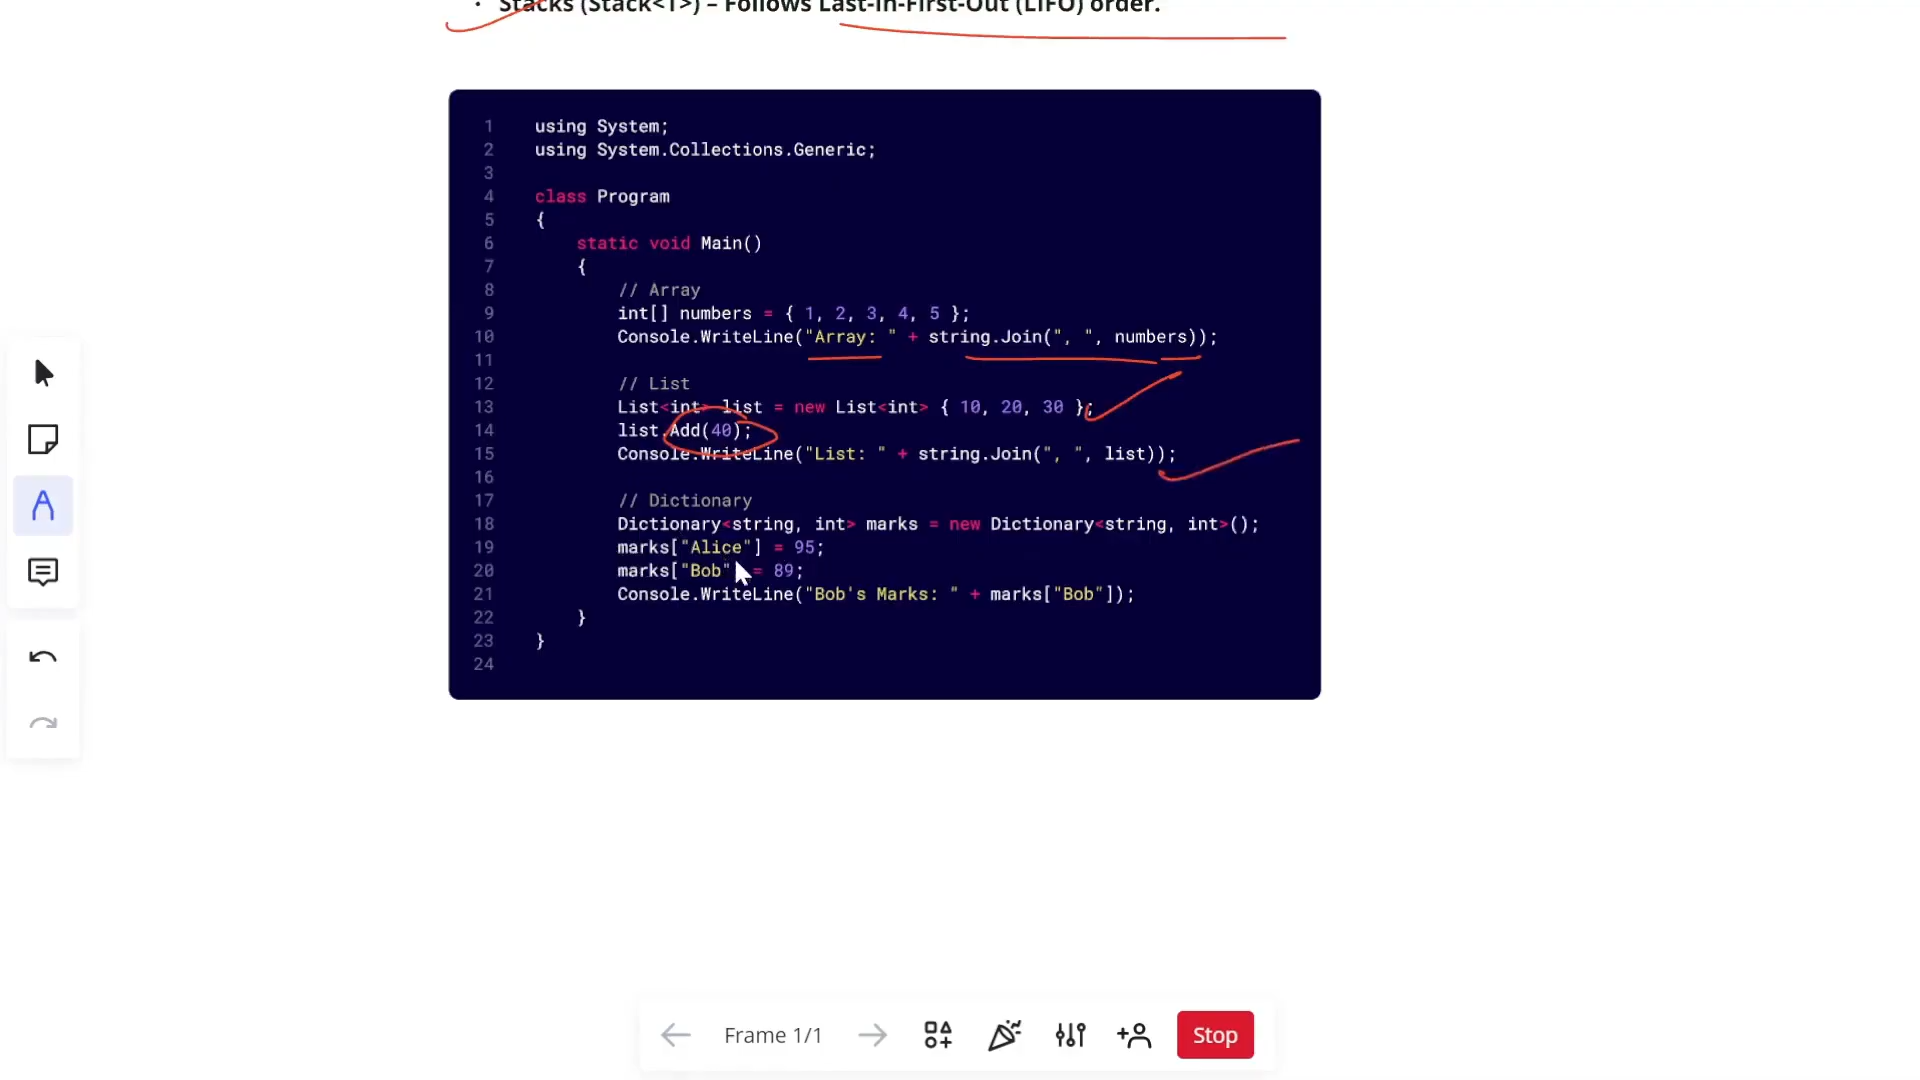 • Stacks (Stack<T>) – Follows Last-In-First-Out (LIFO) order.
1 using System;
2 using System.Collections.Generic;
3
4 class Program
5 {
6 static void Main()
7 {
8 // Array
9 int[] numbers = { 1, 2, 3, 4, 5 };
10 Console.WriteLine("Array: " + string.Join(", ", numbers));
11
12 // List
13 List<int> list = new List<int> { 10, 20, 30 };
14 list.Add(40);
15 Console.WriteLine("List: " + string.Join(", ", list));
16
17 // Dictionary
18 Dictionary<string, int> marks = new Dictionary<string, int>();
19 marks["Alice"] = 95;
20 marks["Bob" = 89;
21 Console.WriteLine("Bob's Marks: " + marks["Bob"]);
22 }
23 }
24
Frame 1/1
Stop